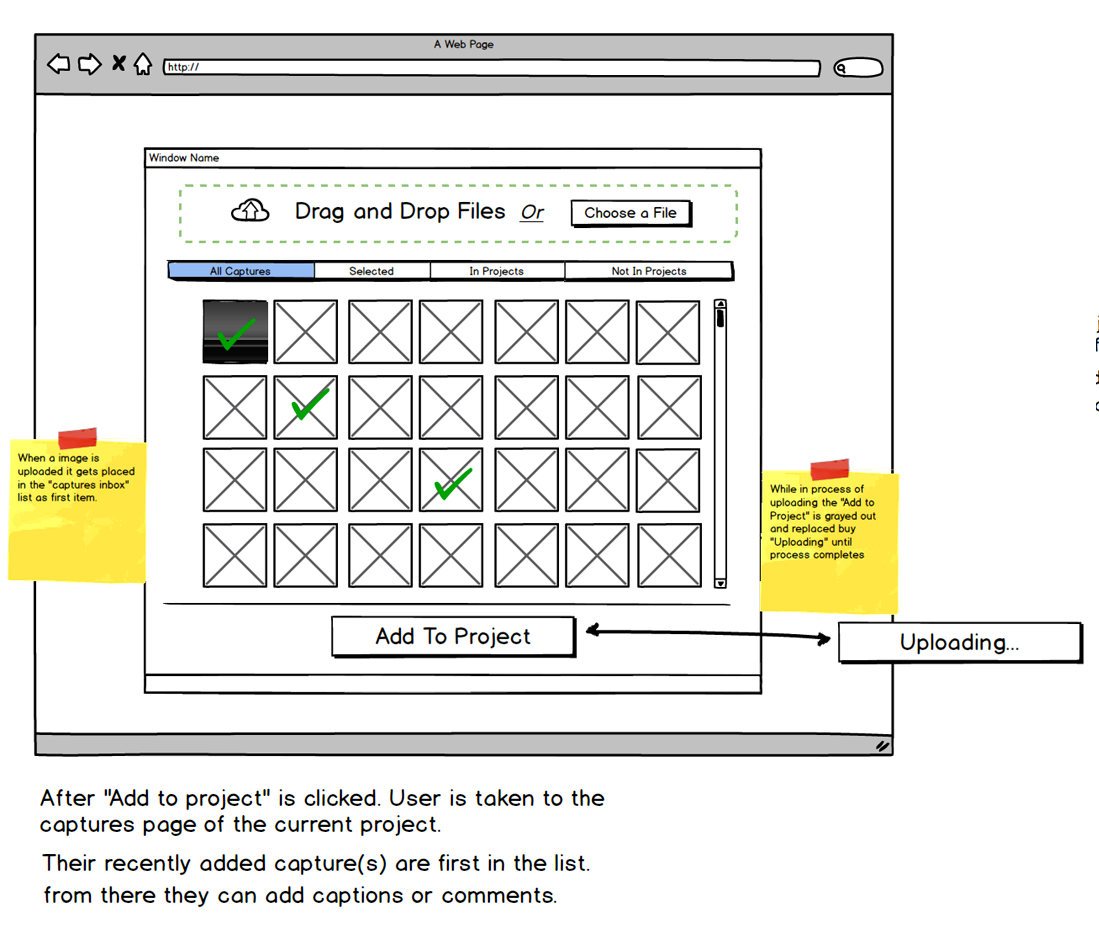 A Web Page
http://
Window Name
Drag and Drop Files Or Choose a File
All Captures Selected In Projects Not In Projects
When a image is
uploaded it gets placed
in the "captures inbox"
list as first item.
While in process of
uploading the "Add to
Project" is grayed out
and replaced buy
"Uploading" until
process completes
Add To Project
Uploading...
After "Add to project" is clicked. User is taken to the
captures page of the current project.
Their recently added capture(s) are first in the list.
from there they can add captions or comments.